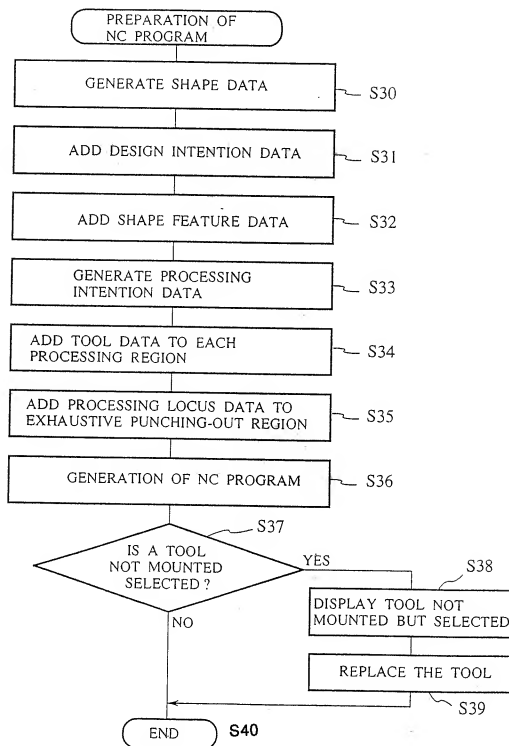 PREPARATION OF
NC PROGRAM
GENERATE SHAPE DATA
S30
ADD DESIGN INTENTION DATA
S31
ADD SHAPE FEATURE DATA
S32
GENERATE PROCESSING
INTENTION DATA
S33
ADD TOOL DATA TO EACH
PROCESSING REGION
S34
ADD PROCESSING LOCUS DATA TO
EXHAUSTIVE PUNCHING-OUT REGION
S35
GENERATION OF NC PROGRAM
S36
S37
IS A TOOL
NOT MOUNTED
SELECTED?
YES
NO
S38
DISPLAY TOOL NOT
MOUNTED BUT SELECTED
REPLACE THE TOOL
S39
END
S40